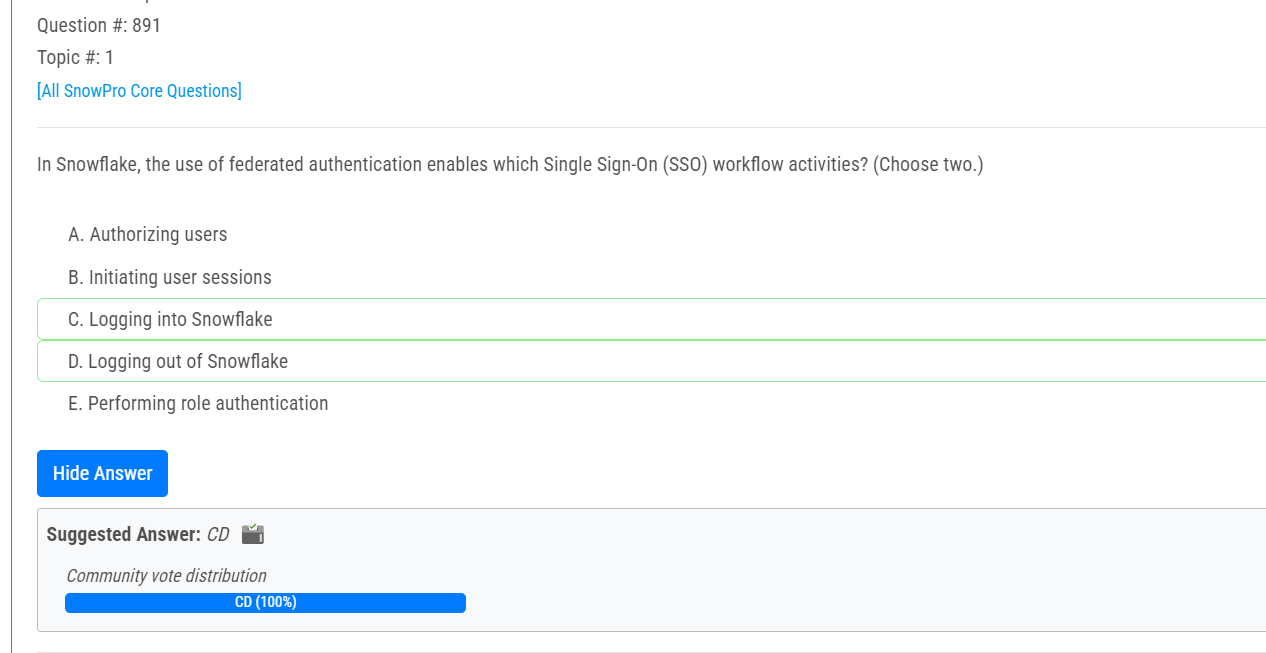 Question #: 891
Topic #: 1
[All SnowPro Core Questions]
In Snowflake, the use of federated authentication enables which Single Sign-On (SSO) workflow activities? (Choose two.)
A. Authorizing users
B. Initiating user sessions
C. Logging into Snowflake
D. Logging out of Snowflake
E. Performing role authentication
Hide Answer
Suggested Answer: CD
Community vote distribution
CD (100%)